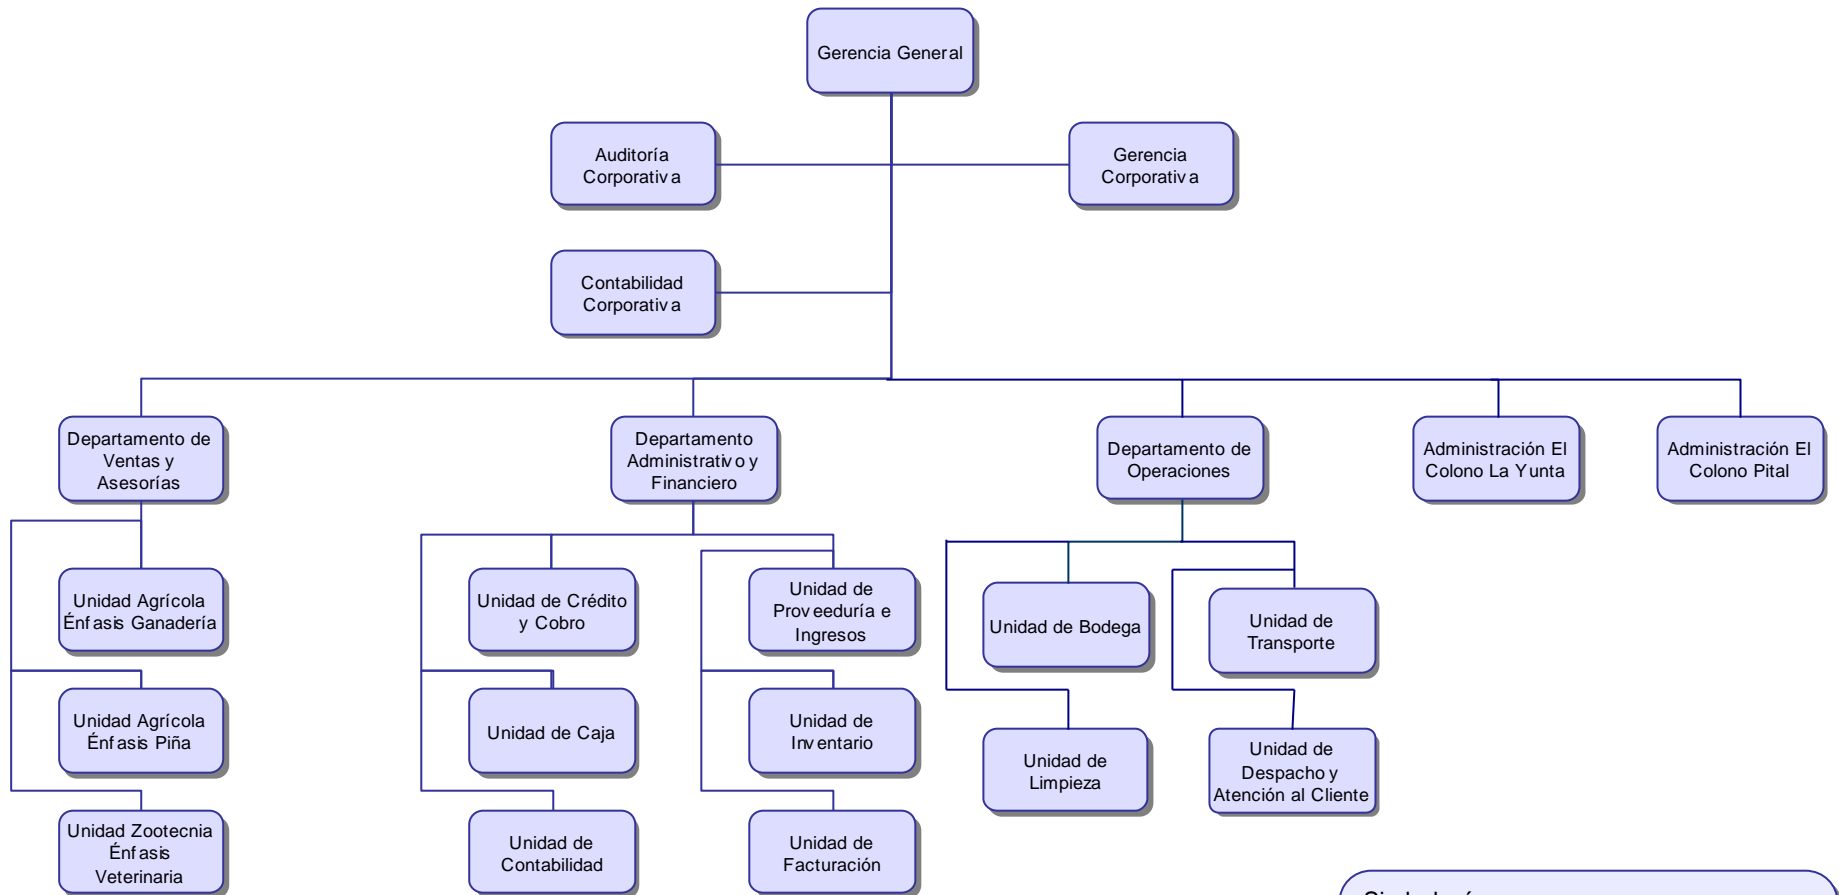 Gerencia General
Auditoría
Corporativa
Gerencia
Corporativa
Contabilidad
Corporativa
Departamento de
Ventas y
Asesorías
Departamento
Administrativo y
Financiero
Departamento de
Operaciones
Administración El
Colono La Yunta
Administración El
Colono Pital
Unidad Agrícola
Énfasis Ganadería
Unidad de Crédito
y Cobro
Unidad de
Proveeduría e
Ingresos
Unidad de Bodega
Unidad de
Transporte
Unidad Agrícola
Énfasis Piña
Unidad de Caja
Unidad de
Inventario
Unidad de
Limpieza
Unidad de
Despacho y
Atención al Cliente
Unidad Zootecnia
Énfasis
Veterinaria
Unidad de
Contabilidad
Unidad de
Facturación